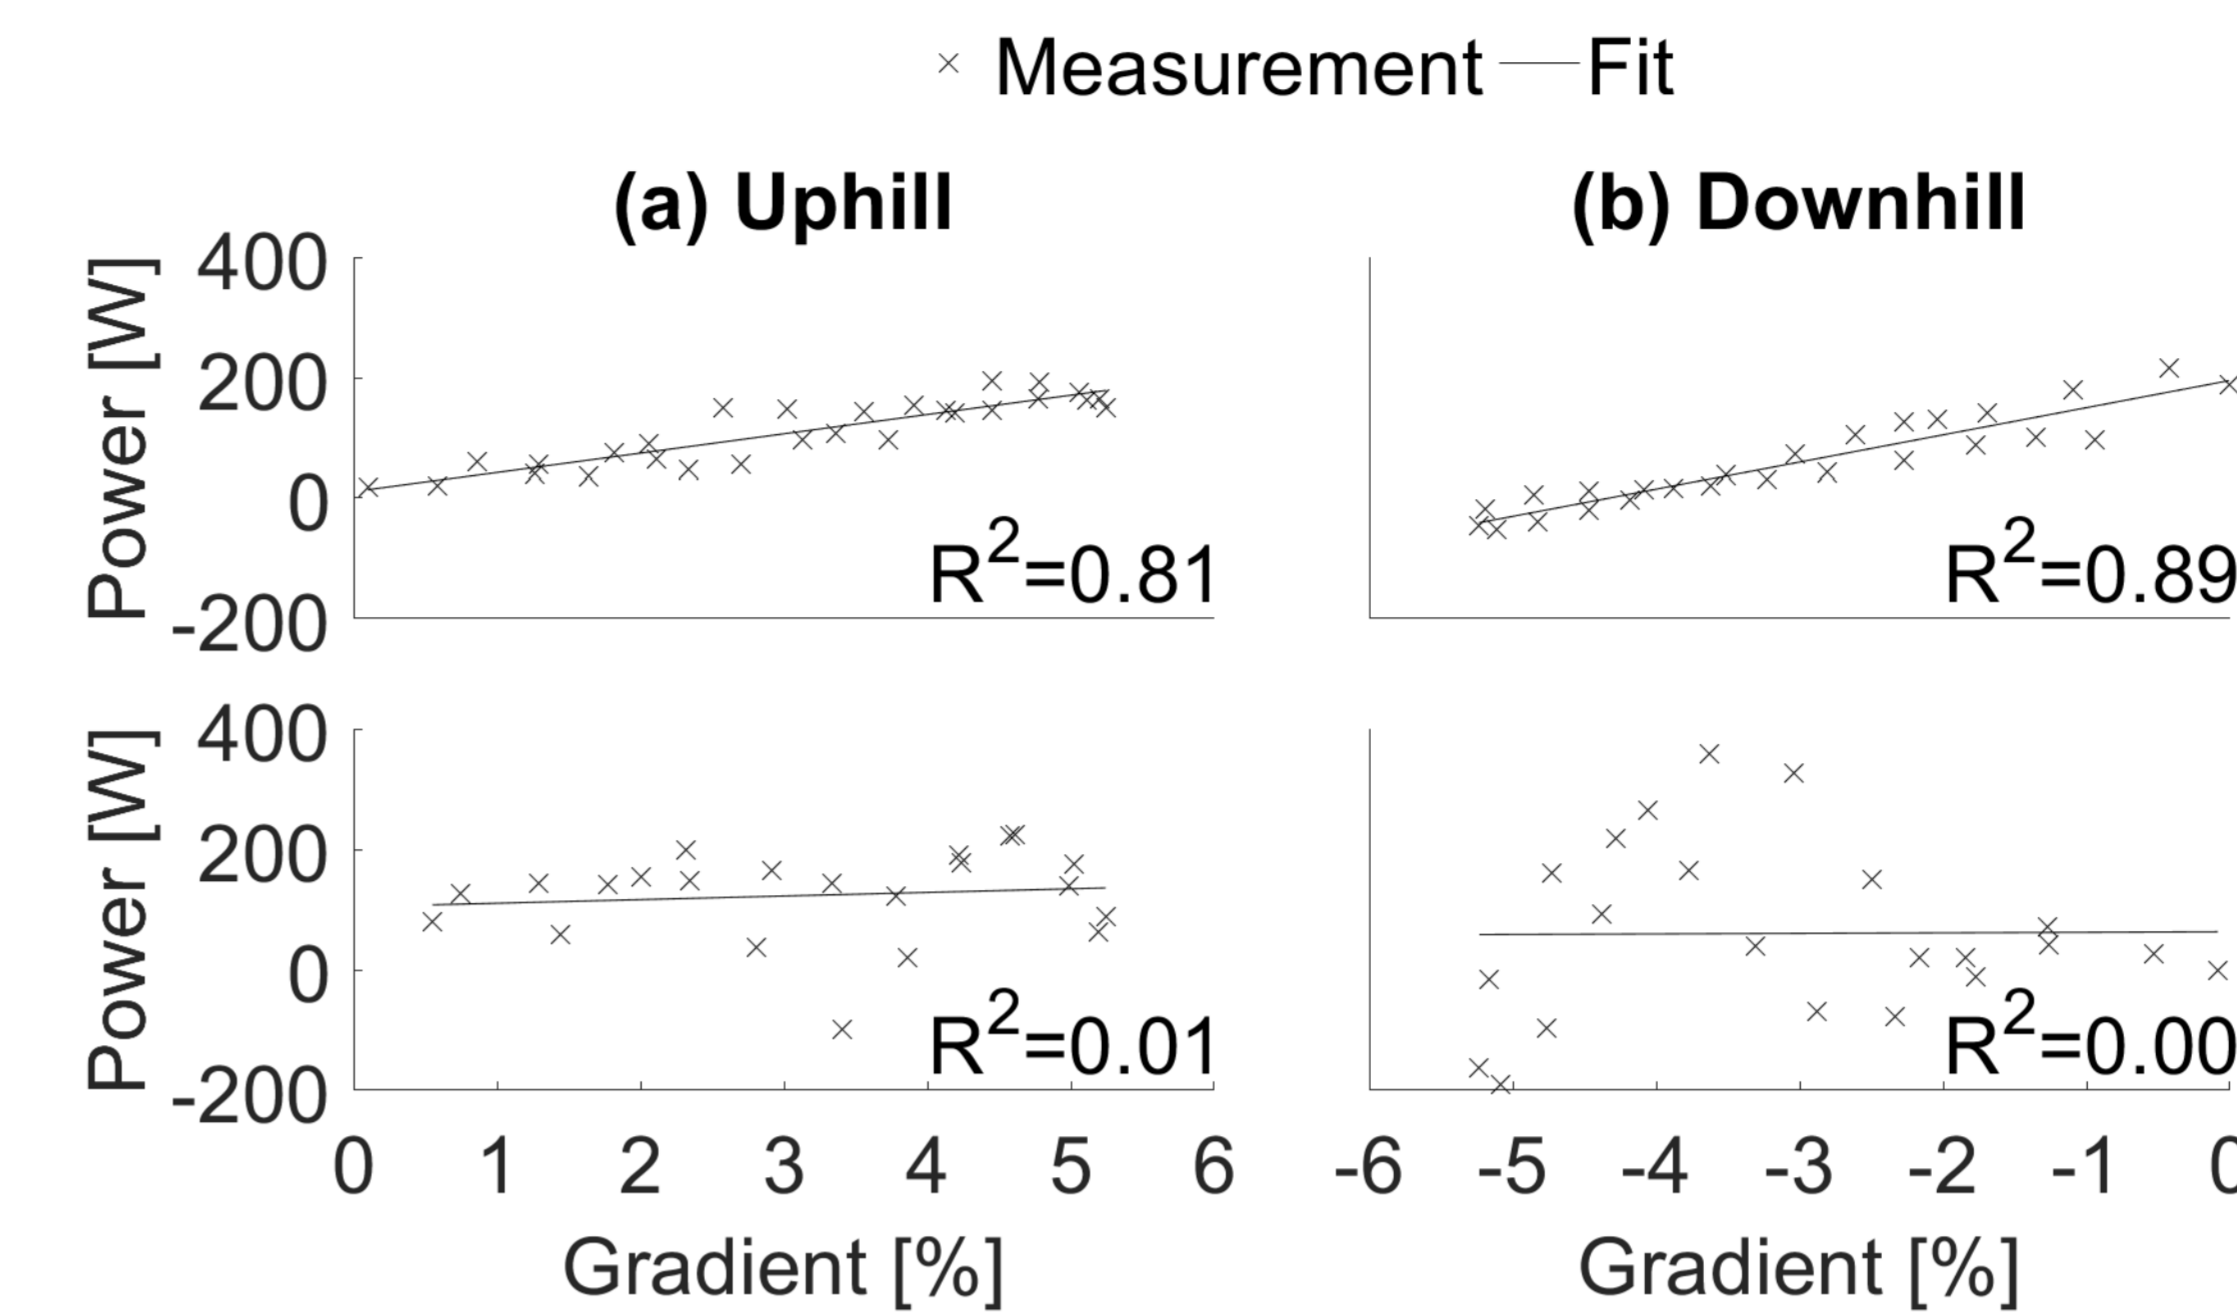 Measurement Fit
(a) Uphill
(b) Downhill
Power [W]
400
200
0
-200
R²=0.81
R²=0.89
Power [W]
400
200
0
-200
R²=0.01
R²=0.00
0 1 2 3 4 5 6
-6 -5 -4 -3 -2 -1 0
Gradient [%]
Gradient [%]